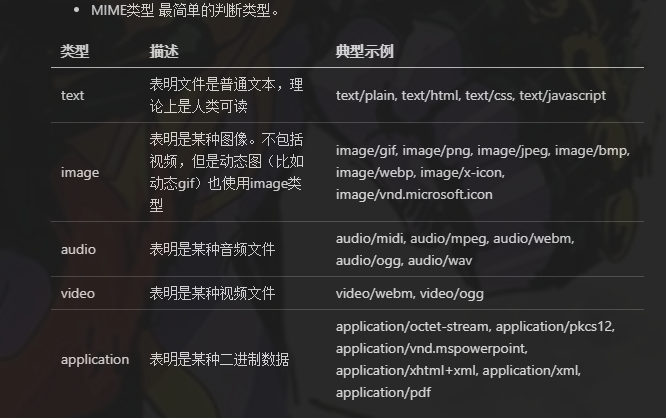 MIME类型 最简单的判断类型。
类型 描述 典型示例
表明文件是普通文本，理
text text/plain, text/html, text/css, text/javascript
论上是人类可读
表明是某种图像。不包括
视频，但是动态图（比如 image/gif, image/png, image/jpeg, image/bmp,
image image/webp, image/x-icon,
动态gif）也使用image类 image/vnd.microsoft.icon
型
audio/midi, audio/mpeg, audio/webm,
audio 表明是某种音频文件
audio/ogg, audio/wav
video 表明是某种视频文件 video/webm, video/ogg
application/octet-stream, application/pkcs12,
application/vnd.mspowerpoint,
application 表明是某种二进制数据
application/xhtml+xml, application/xml,
application/pdf